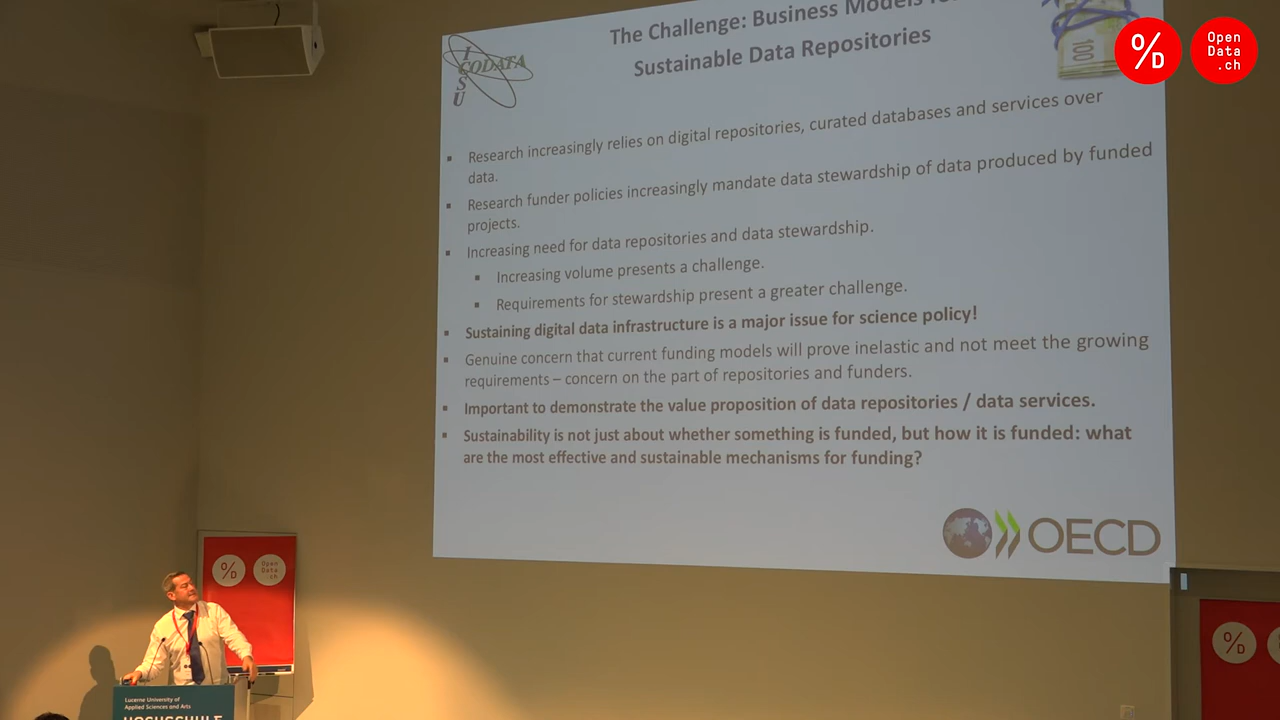 The Challenge: Business Models fo
Sustainable Data Repositories
I
CODATA
S
U
100
%/D
Open
Data
.ch
▪ Research increasingly relies on digital repositories, curated databases and services over
data.
▪ Research funder policies increasingly mandate data stewardship of data produced by funded
projects.
▪ Increasing need for data repositories and data stewardship.
▪ Increasing volume presents a challenge.
▪ Requirements for stewardship present a greater challenge.
▪ Sustaining digital data infrastructure is a major issue for science policy!
▪ Genuine concern that current funding models will prove inelastic and not meet the growing
requirements – concern on the part of repositories and funders.
▪ Important to demonstrate the value proposition of data repositories / data services.
▪ Sustainability is not just about whether something is funded, but how it is funded: what
are the most effective and sustainable mechanisms for funding?
OECD
%/D
Open
Data
.ch
%/D
Lucerne University of
Applied Sciences and Arts
HOCHSCHULE